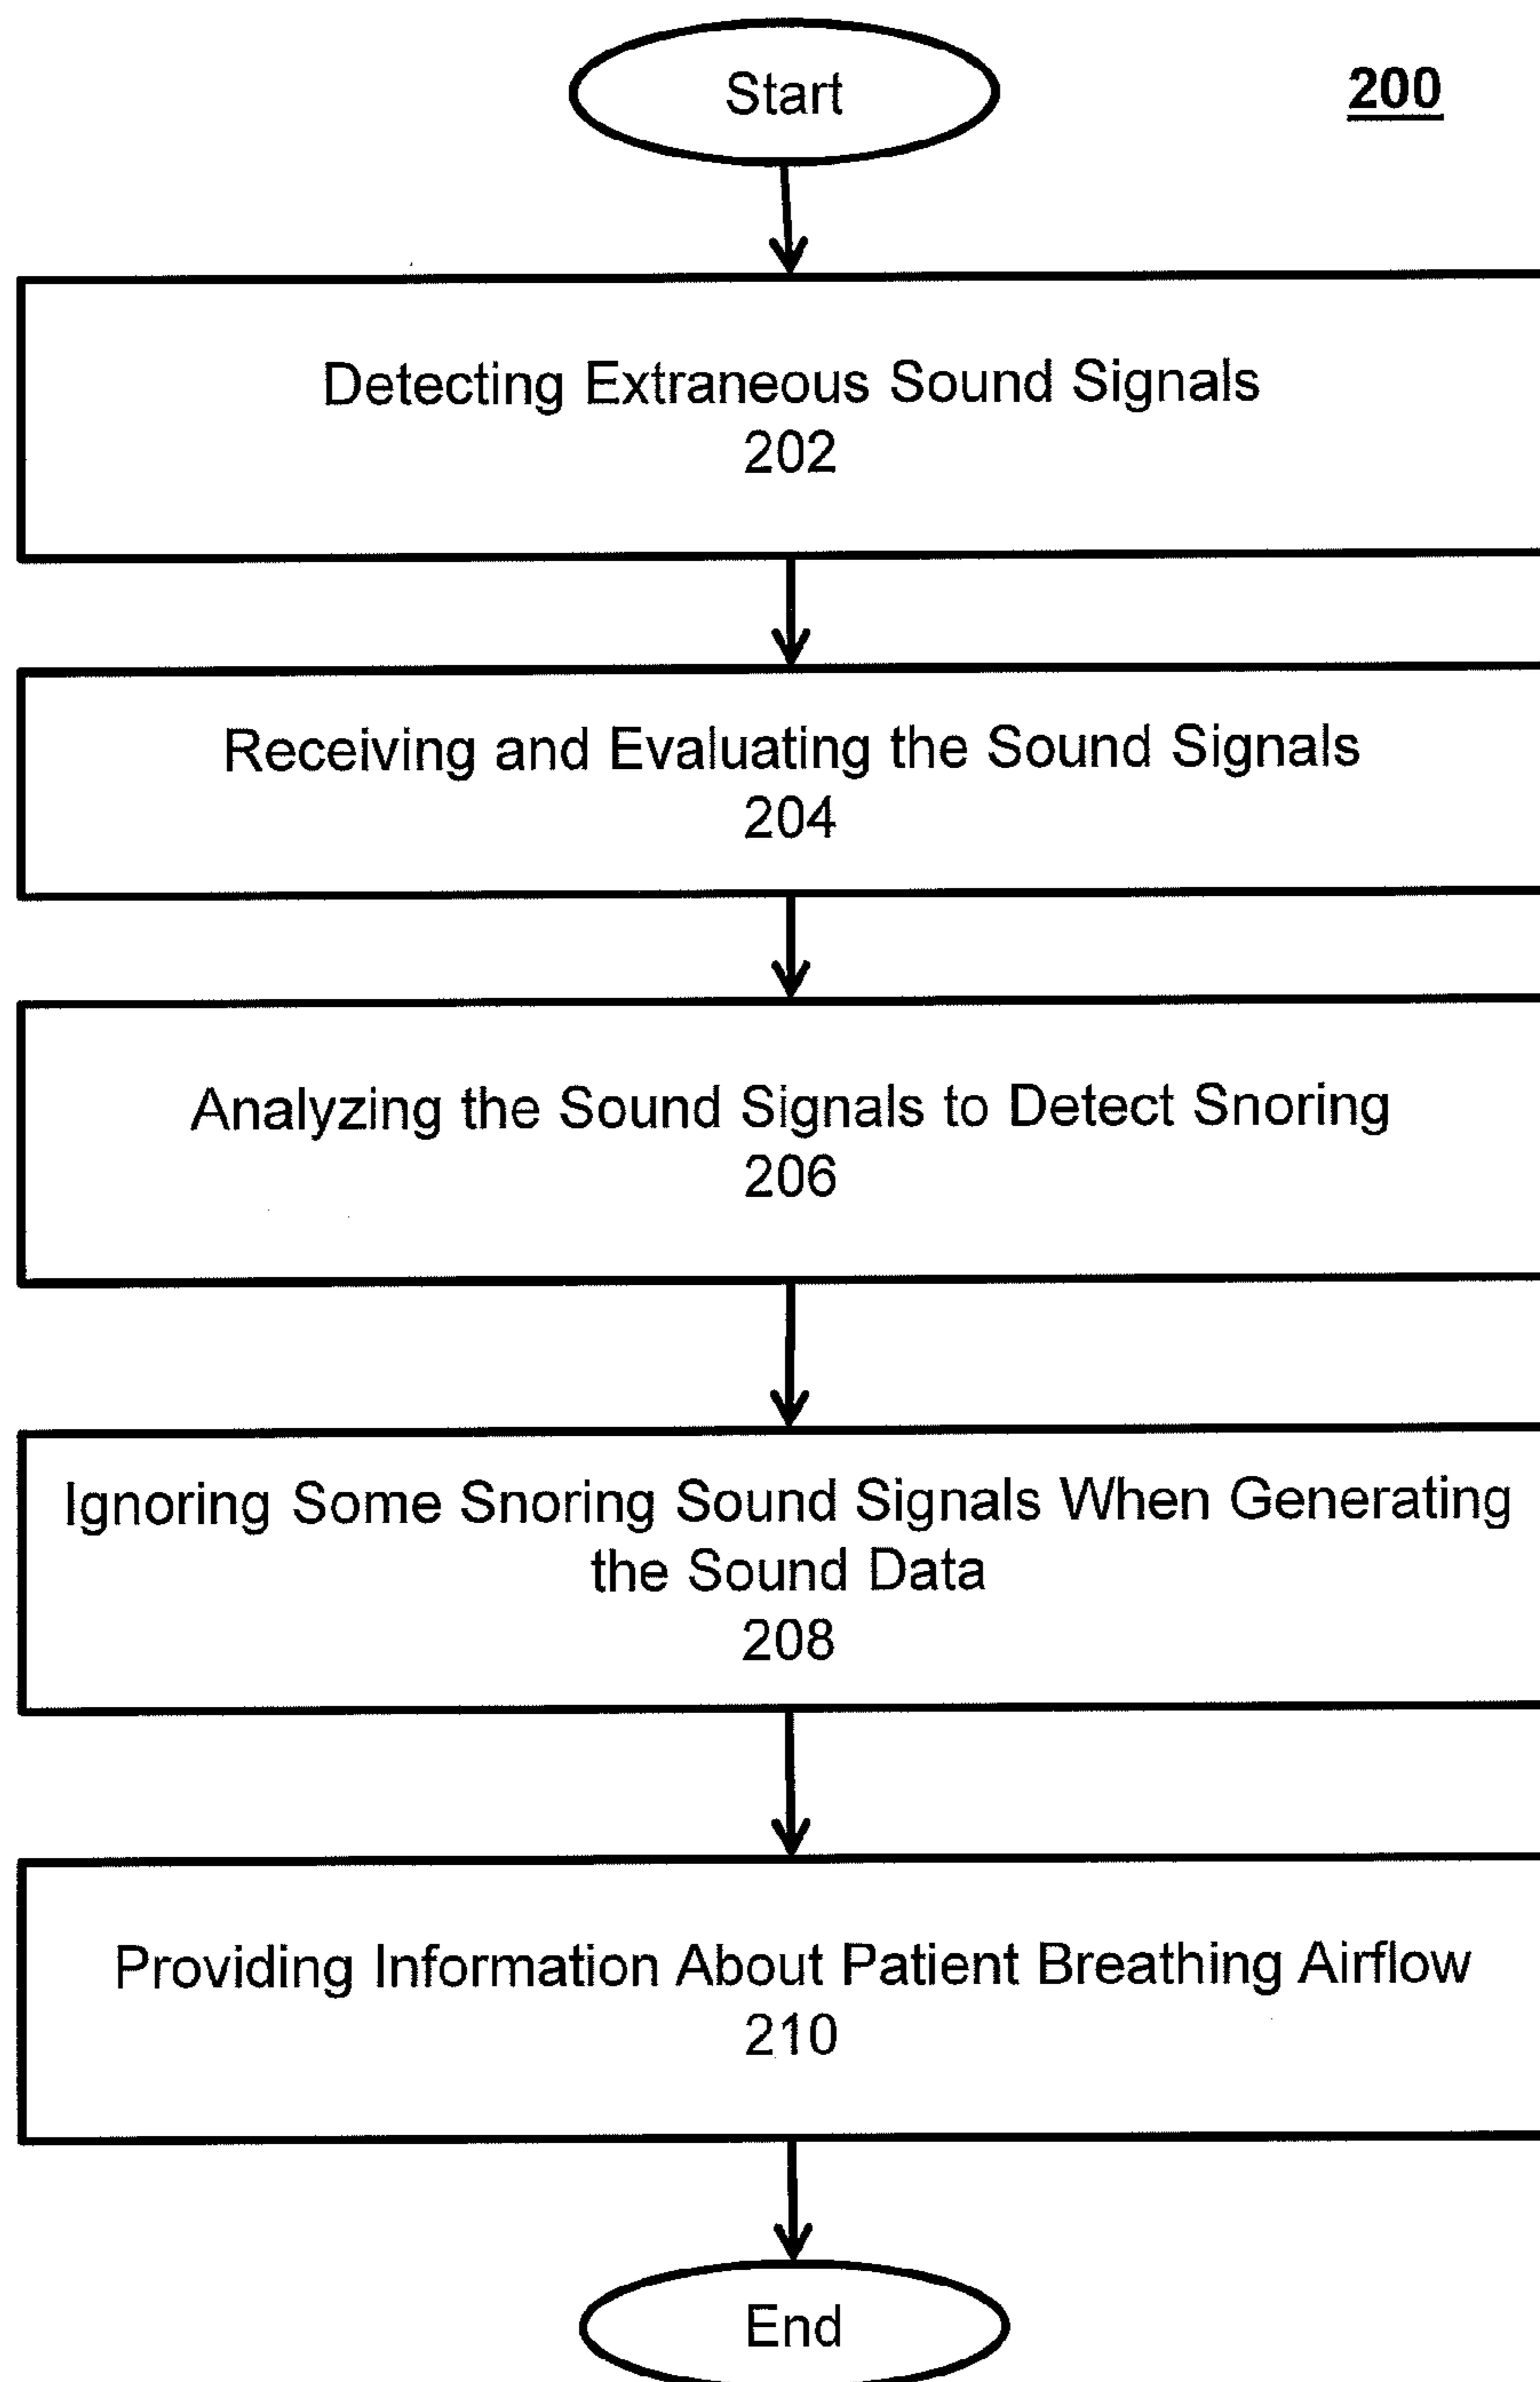 Start
200
Detecting Extraneous Sound Signals
202
Receiving and Evaluating the Sound Signals
204
Analyzing the Sound Signals to Detect Snoring
206
Ignoring Some Snoring Sound Signals When Generating
the Sound Data
208
Providing Information About Patient Breathing Airflow
210
End